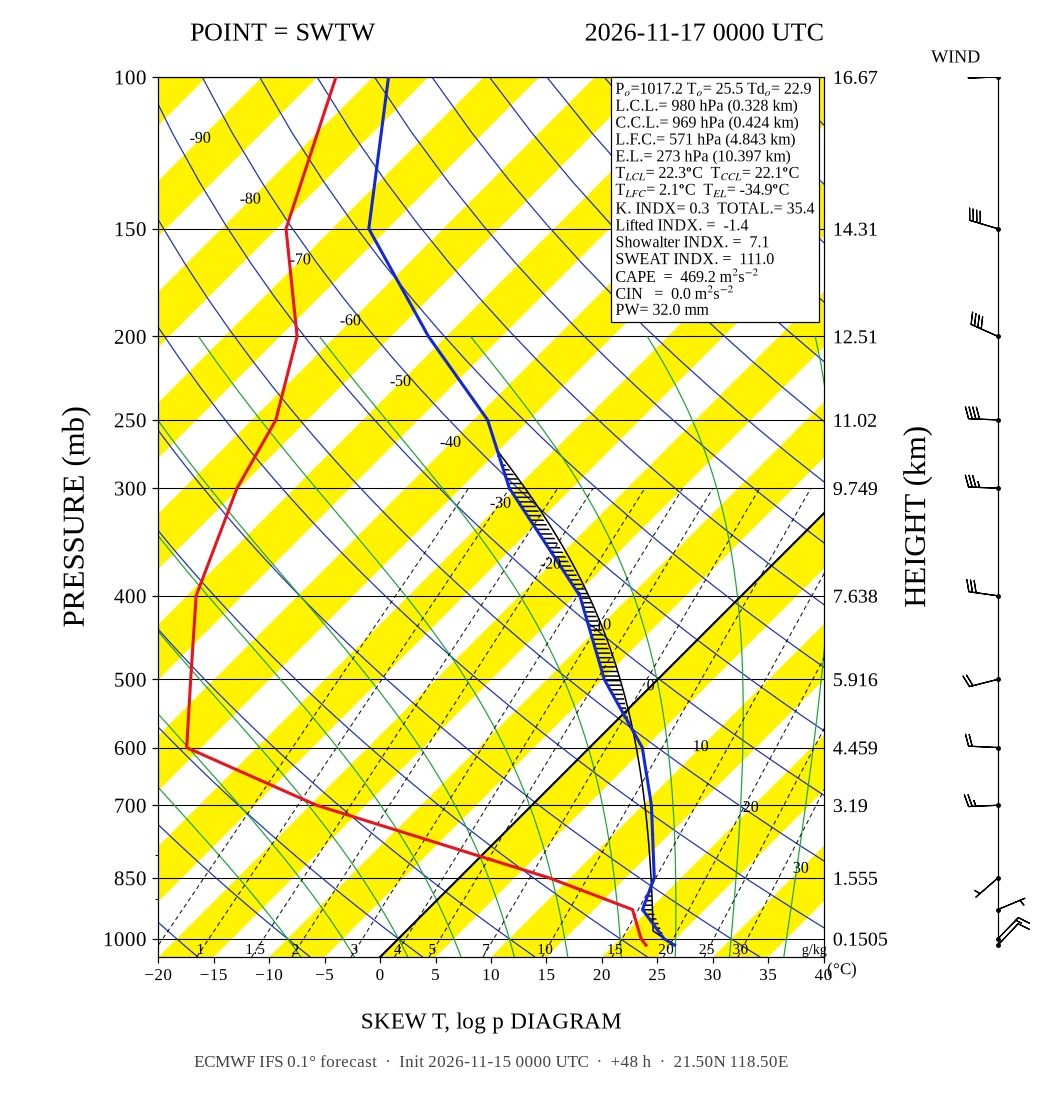 POINT = SWTW 2026-11-17 0000 UTC
WIND
Po=1017.2 To= 25.5 Tdo= 22.9
L.C.L.= 980 hPa (0.328 km)
C.C.L.= 969 hPa (0.424 km)
L.F.C.= 571 hPa (4.843 km)
E.L.= 273 hPa (10.397 km)
TLCL= 22.3°C TCCL= 22.1°C
TLFC= 2.1°C TEL= -34.9°C
K. INDX= 0.3 TOTAL.= 35.4
Lifted INDX. = -1.4
Showalter INDX. = 7.1
SWEAT INDX. = 111.0
CAPE = 469.2 m²s⁻²
CIN = 0.0 m²s⁻²
PW= 32.0 mm
100 16.67
-90
-80
150 14.31
-70
-60
200 12.51
-50
250 11.02
-40
300 9.749
-30
-20
400 7.638
-10
500 0 5.916
600 10 4.459
700 20 3.19
30
850 1.555
1000 0.1505
1 1.5 2 3 4 5 7 10 15 20 25 30 g/kg
−20 −15 −10 −5 0 5 10 15 20 25 30 35 40 (°C)
PRESSURE (mb)
HEIGHT (km)
SKEW T, log p DIAGRAM
ECMWF IFS 0.1° forecast · Init 2026-11-15 0000 UTC · +48 h · 21.50N 118.50E